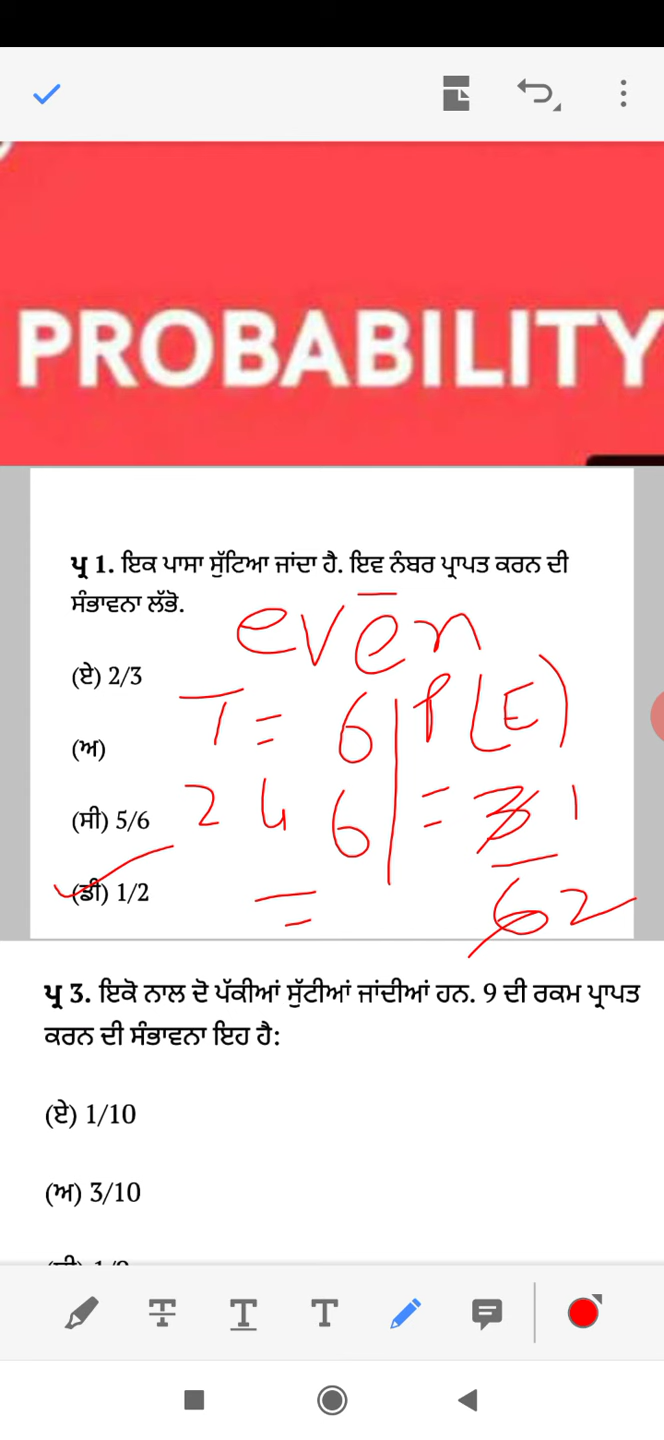 PROBABILITY
ਪ੍ਰ 1. ਇਕ ਪਾਸਾ ਸੁੱਟਿਆ ਜਾਂਦਾ ਹੈ. ਇਵ ਨੰਬਰ ਪ੍ਰਾਪਤ ਕਰਨ ਦੀ
ਸੰਭਾਵਨਾ ਲੱਭੋ.
even
(ਏ) 2/3
T = 6 P(E)
(ਅ)
(ਸੀ) 5/6
2 4 6 = 3 1
(ਡੀ) 1/2
= 6 2
ਪ੍ਰ 3. ਇਕੋ ਨਾਲ ਦੋ ਪੱਕੀਆਂ ਸੁੱਟੀਆਂ ਜਾਂਦੀਆਂ ਹਨ. 9 ਦੀ ਰਕਮ ਪ੍ਰਾਪਤ
ਕਰਨ ਦੀ ਸੰਭਾਵਨਾ ਇਹ ਹੈ:
(ਏ) 1/10
(ਅ) 3/10